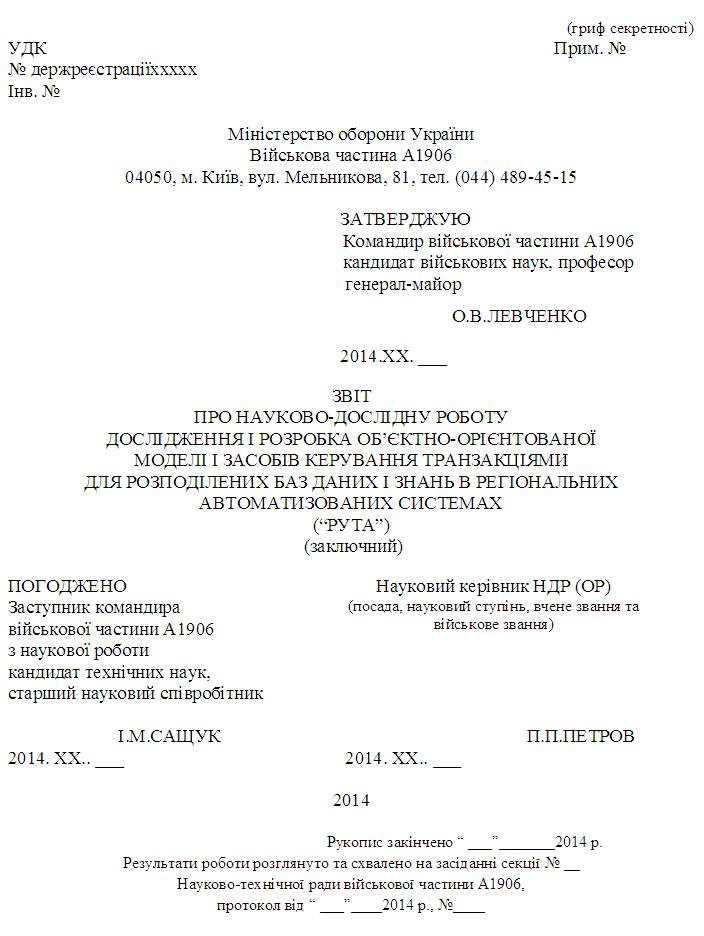 (гриф секретності)
УДК Прим. №
№ держреєстраціїххххх
Інв. №
Міністерство оборони України
Військова частина А1906
04050, м. Київ, вул. Мельникова, 81, тел. (044) 489-45-15
ЗАТВЕРДЖУЮ
Командир військової частини А1906
кандидат військових наук, професор
генерал-майор
О.В.ЛЕВЧЕНКО
2014.ХХ. ___
ЗВІТ
ПРО НАУКОВО-ДОСЛІДНУ РОБОТУ
ДОСЛІДЖЕННЯ І РОЗРОБКА ОБ’ЄКТНО-ОРІЄНТОВАНОЇ
МОДЕЛІ І ЗАСОБІВ КЕРУВАННЯ ТРАНЗАКЦІЯМИ
ДЛЯ РОЗПОДІЛЕНИХ БАЗ ДАНИХ І ЗНАНЬ В РЕГІОНАЛЬНИХ
АВТОМАТИЗОВАНИХ СИСТЕМАХ
(“РУТА”)
(заключний)
ПОГОДЖЕНО Науковий керівник НДР (ОР)
Заступник командира (посада, науковий ступінь, вчене звання та
військової частини А1906 військове звання)
з наукової роботи
кандидат технічних наук,
старший науковий співробітник
І.М.САЩУК П.П.ПЕТРОВ
2014. ХХ.. ___ 2014. ХХ.. ___
2014
Рукопис закінчено “ ___”_______2014 р.
Результати роботи розглянуто та схвалено на засіданні секції № __
Науково-технічної ради військової частини А1906,
протокол від “ ___”____2014 р., №____